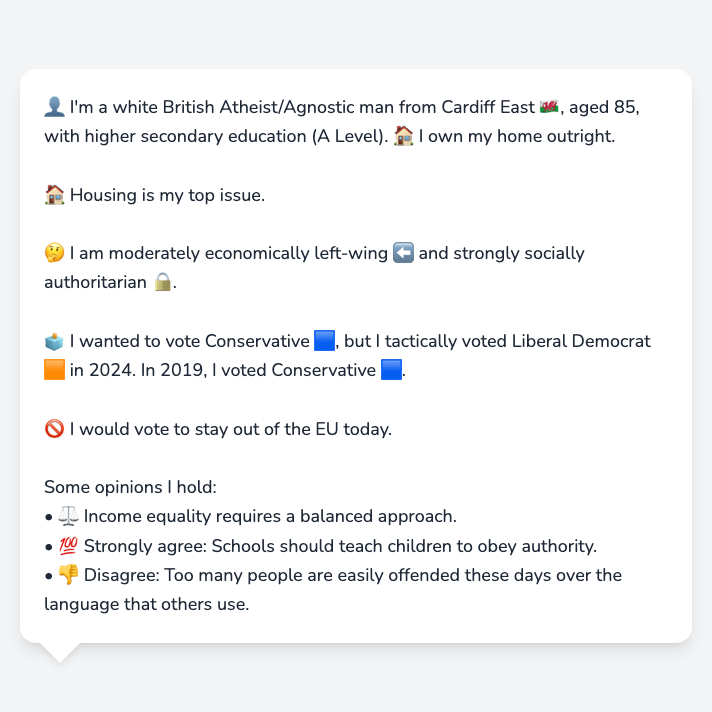 👤 I'm a white British Atheist/Agnostic man from Cardiff East 🏴󠁧󠁢󠁷󠁬󠁳󠁿, aged 85,
with higher secondary education (A Level). 🏠 I own my home outright.
🏠 Housing is my top issue.
🤔 I am moderately economically left-wing ⬅️ and strongly socially
authoritarian 🔒.
🗳️ I wanted to vote Conservative 🟦, but I tactically voted Liberal Democrat
🟧 in 2024. In 2019, I voted Conservative 🟦.
🚫 I would vote to stay out of the EU today.
Some opinions I hold:
• ⚖️ Income equality requires a balanced approach.
• 💯 Strongly agree: Schools should teach children to obey authority.
• 👎 Disagree: Too many people are easily offended these days over the
language that others use.